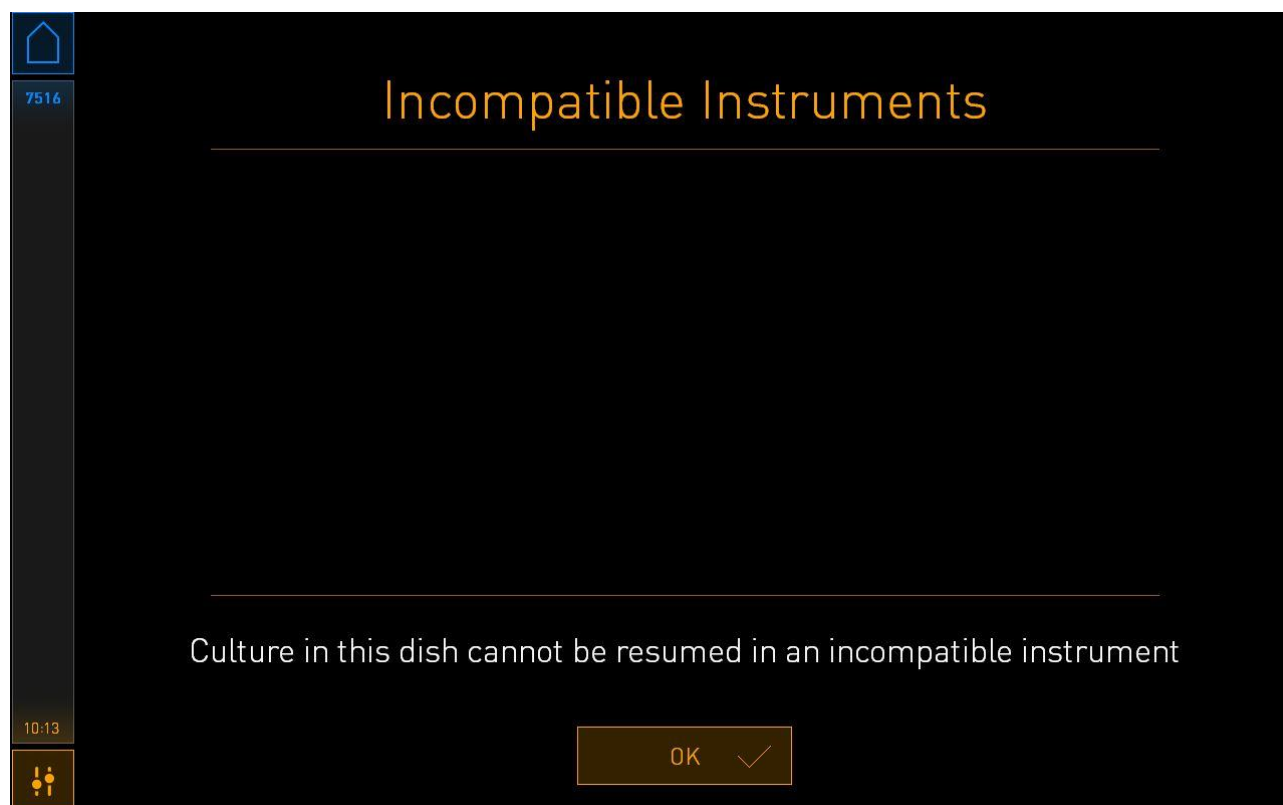 7516
Incompatible Instruments
Culture in this dish cannot be resumed in an incompatible instrument
10:13
OK